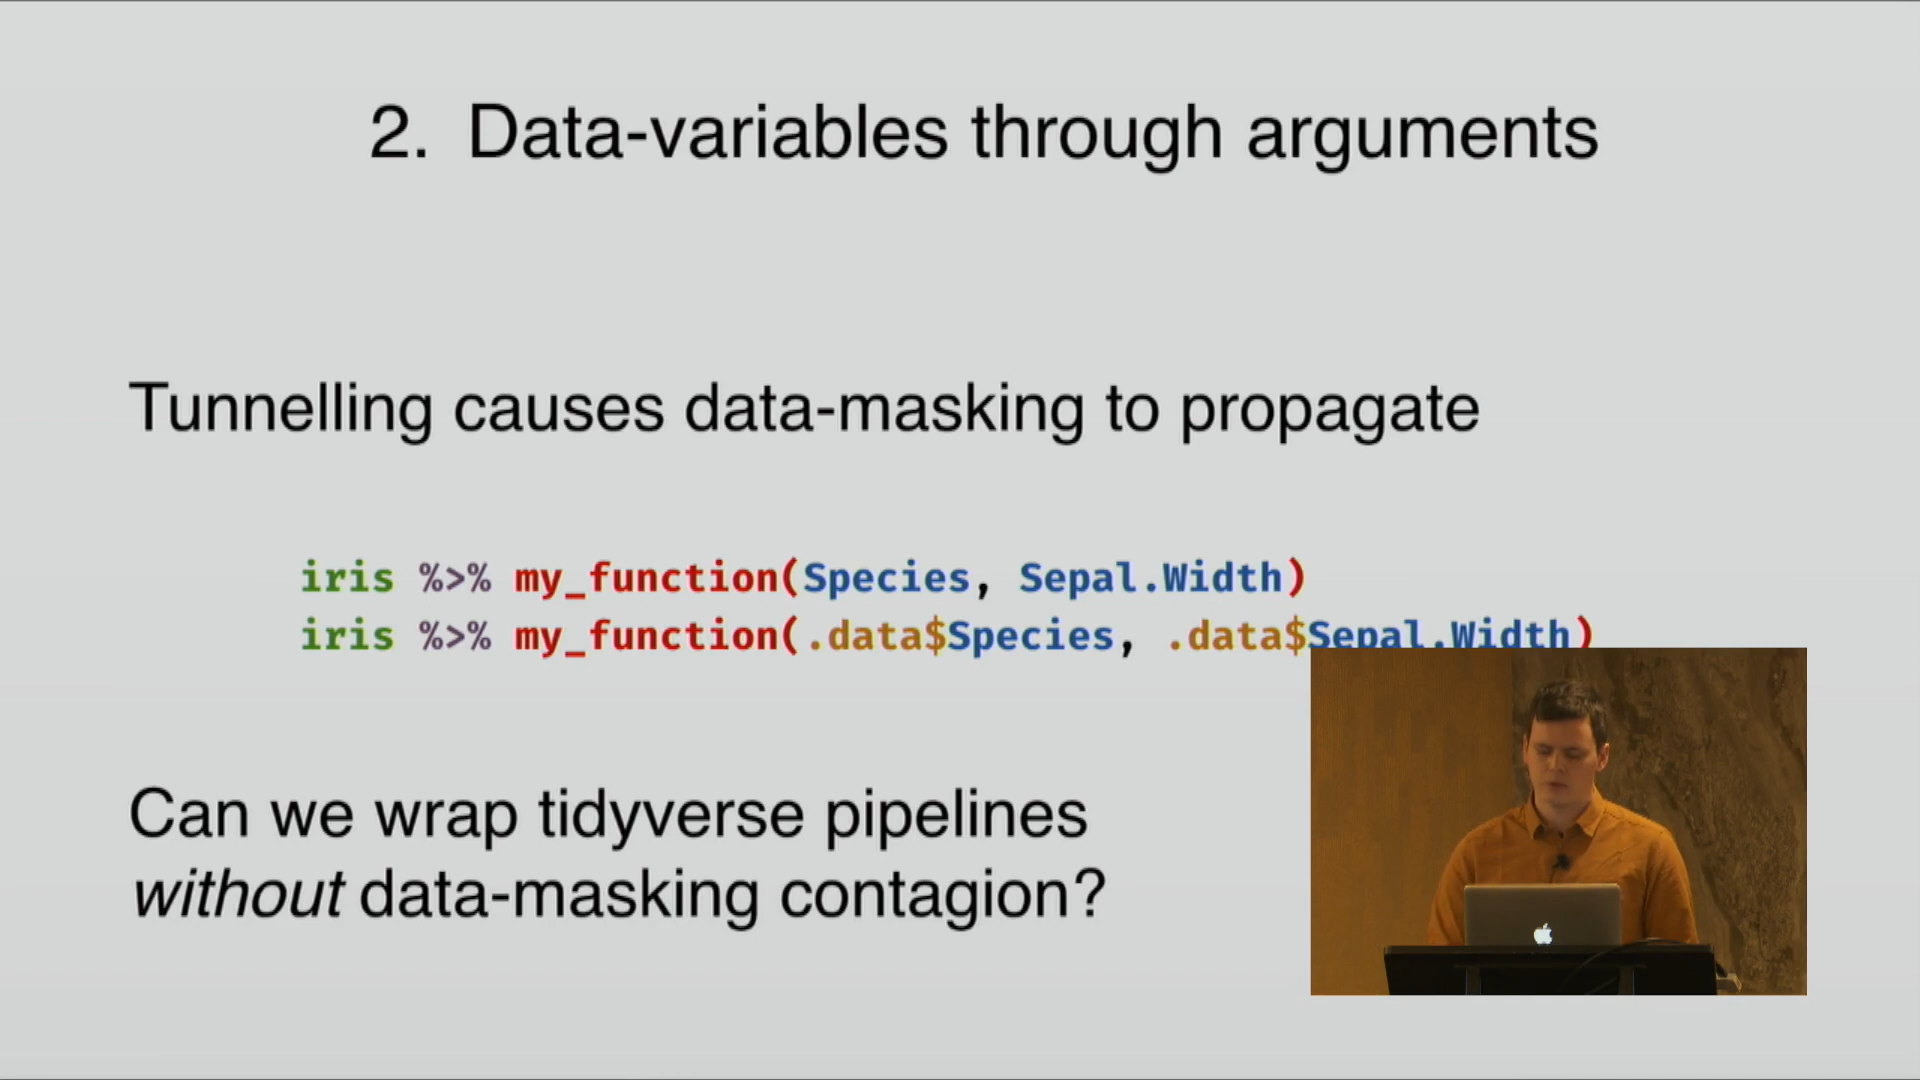 2. Data-variables through arguments
Tunnelling causes data-masking to propagate
iris %>% my_function(Species, Sepal.Width)
iris %>% my_function(.data$Species, .data$Sepal.Width)
Can we wrap tidyverse pipelines
without data-masking contagion?